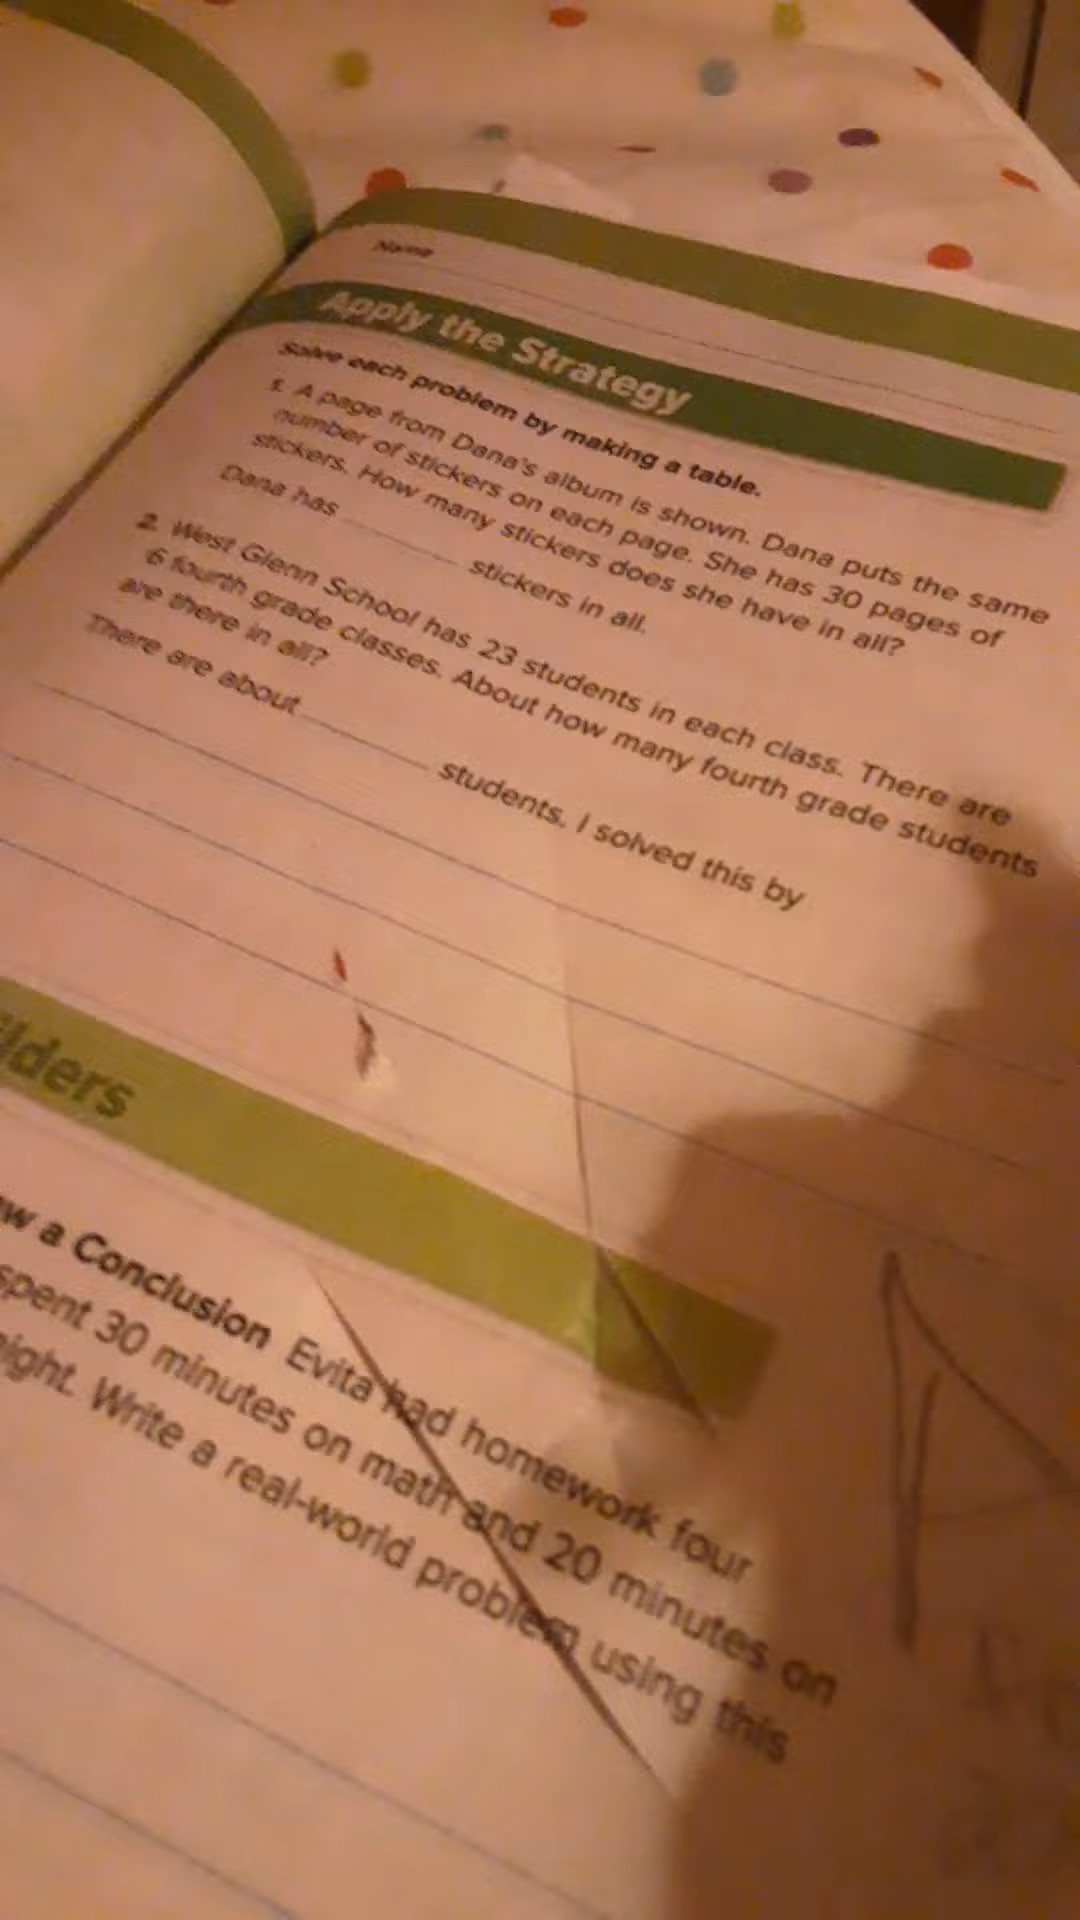 Name
Apply the Strategy
Solve each problem by making a table.
1. A page from Dana's album is shown. Dana puts the same
number of stickers on each page. She has 30 pages of
stickers. How many stickers does she have in all?
Dana has stickers in all.
2. West Glenn School has 23 students in each class. There are
6 fourth grade classes. About how many fourth grade students
are there in all?
There are about students. I solved this by
ilders
w a Conclusion Evita had homework four
spent 30 minutes on math and 20 minutes on
ight. Write a real-world problem using this